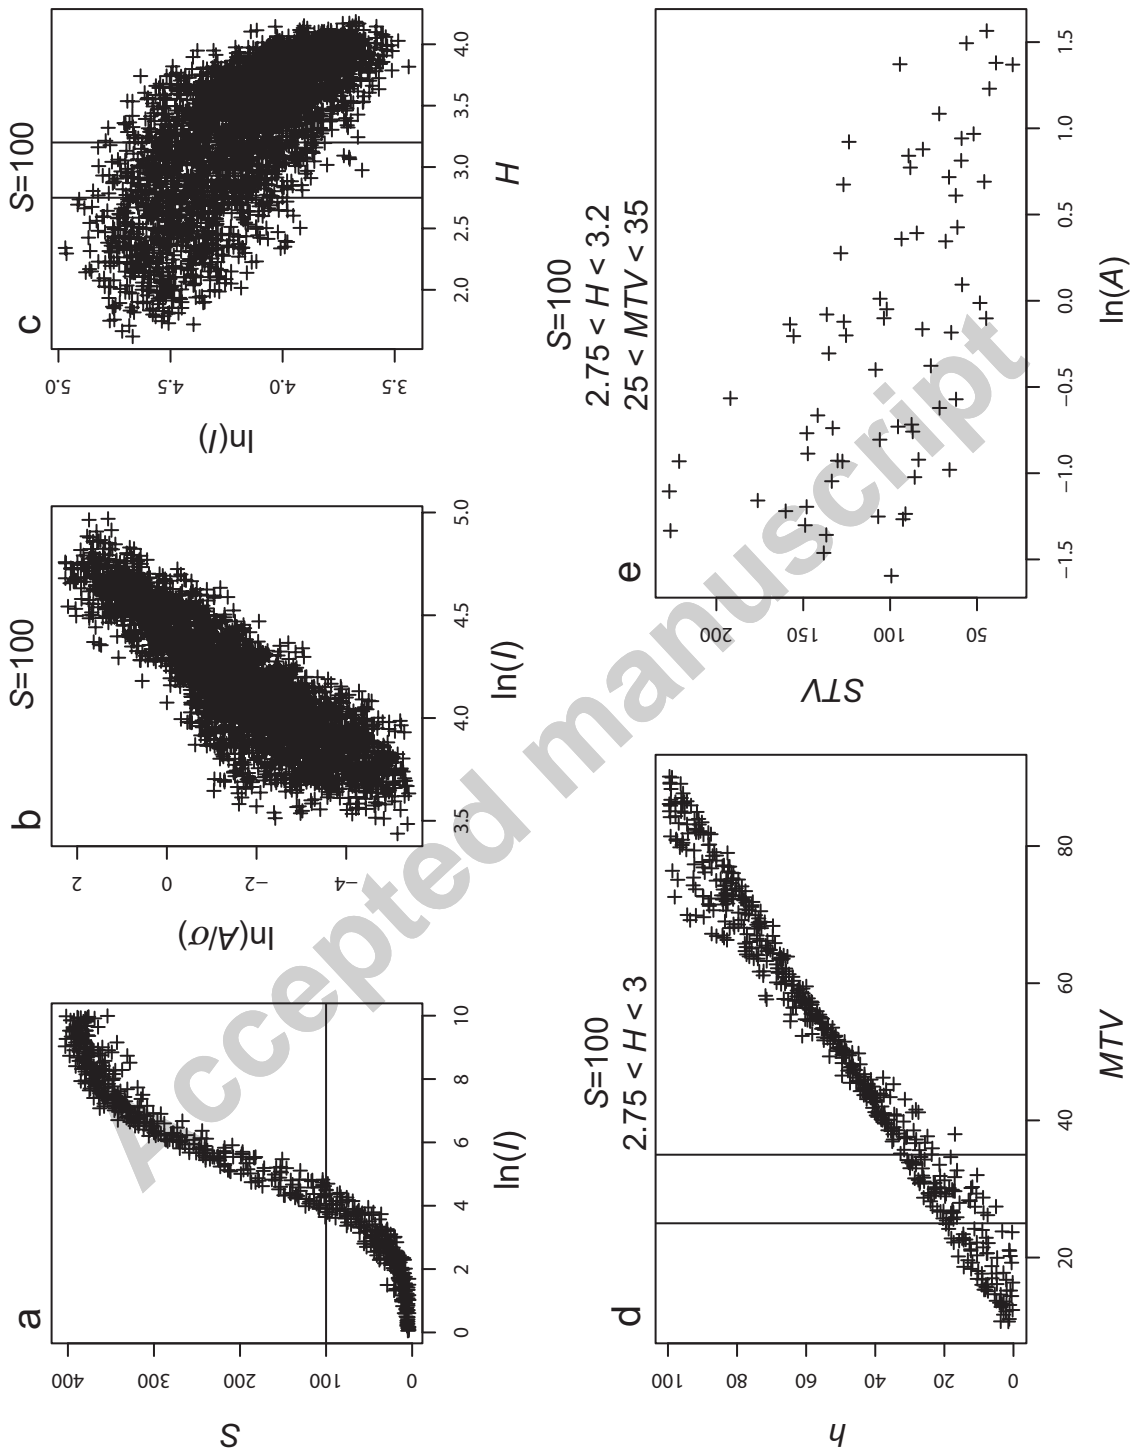 a
S
400
300
200
100
0
0
2
4
6
8
10
ln(I)
b
S=100
ln(A/σ)
2
0
−2
−4
3.5
4.0
4.5
5.0
ln(I)
c
S=100
ln(I)
5.0
4.5
4.0
3.5
2.0
2.5
3.0
3.5
4.0
H
d
S=100
2.75 < H < 3
h
100
80
60
40
20
0
20
40
60
80
MTV
e
S=100
2.75 < H < 3.2
25 < MTV < 35
STV
200
150
100
50
−1.5
−1.0
−0.5
0.0
0.5
1.0
1.5
ln(A)
Accepted manuscript